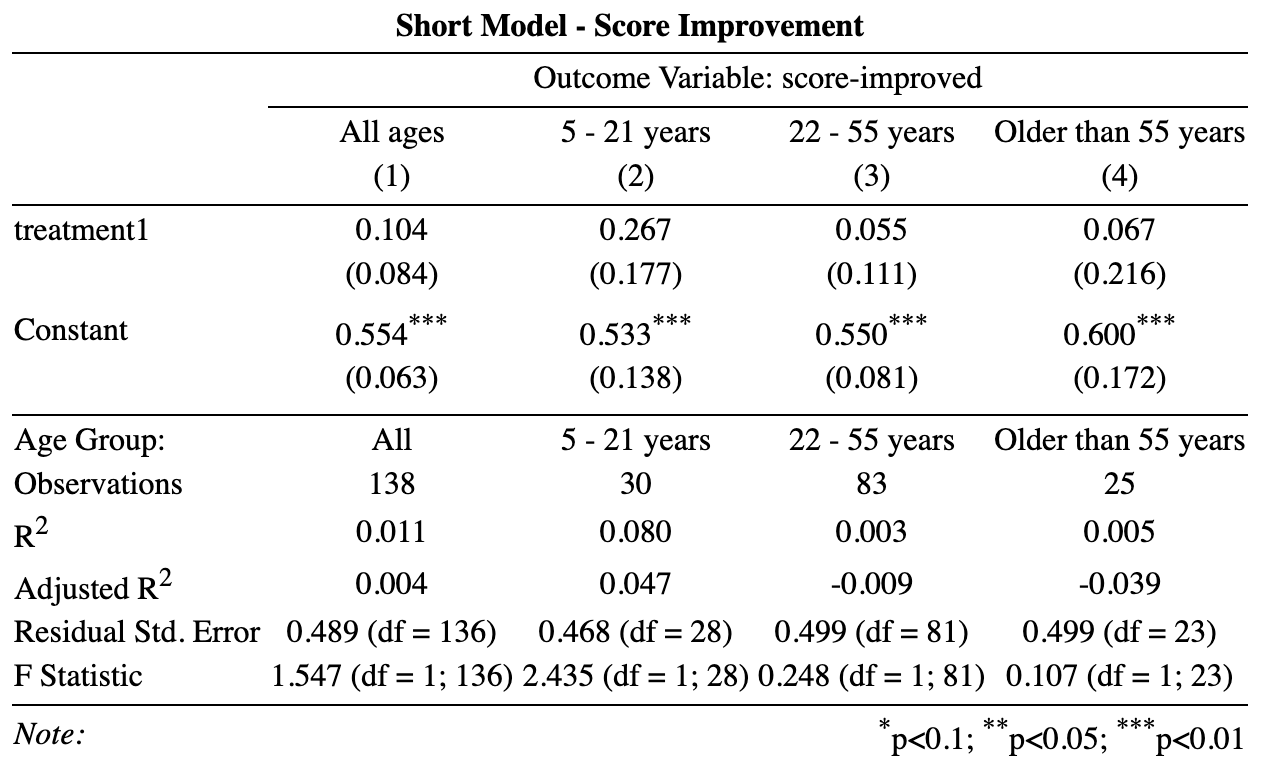 Short Model - Score Improvement
Outcome Variable: score-improved
All ages 5 - 21 years 22 - 55 years Older than 55 years
(1) (2) (3) (4)
treatment1 0.104 0.267 0.055 0.067
(0.084) (0.177) (0.111) (0.216)
Constant 0.554*** 0.533*** 0.550*** 0.600***
(0.063) (0.138) (0.081) (0.172)
Age Group: All 5 - 21 years 22 - 55 years Older than 55 years
Observations 138 30 83 25
R2 0.011 0.080 0.003 0.005
Adjusted R2 0.004 0.047 -0.009 -0.039
Residual Std. Error 0.489 (df = 136) 0.468 (df = 28) 0.499 (df = 81) 0.499 (df = 23)
F Statistic 1.547 (df = 1; 136) 2.435 (df = 1; 28) 0.248 (df = 1; 81) 0.107 (df = 1; 23)
Note: *p<0.1; **p<0.05; ***p<0.01